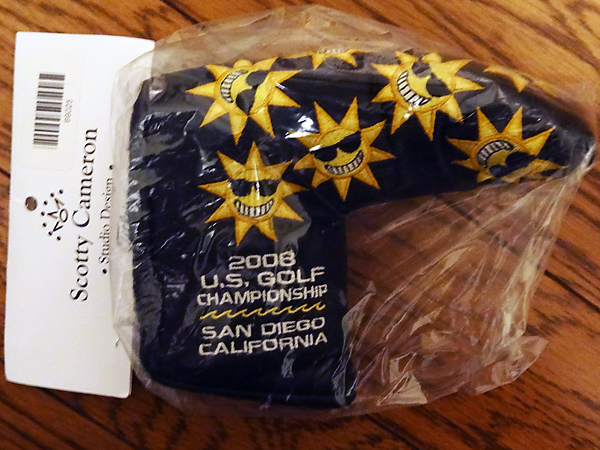 2008
U.S. GOLF
CHAMPIONSHIP
SAN DIEGO
CALIFORNIA
Scotty Cameron
• Studio Design •